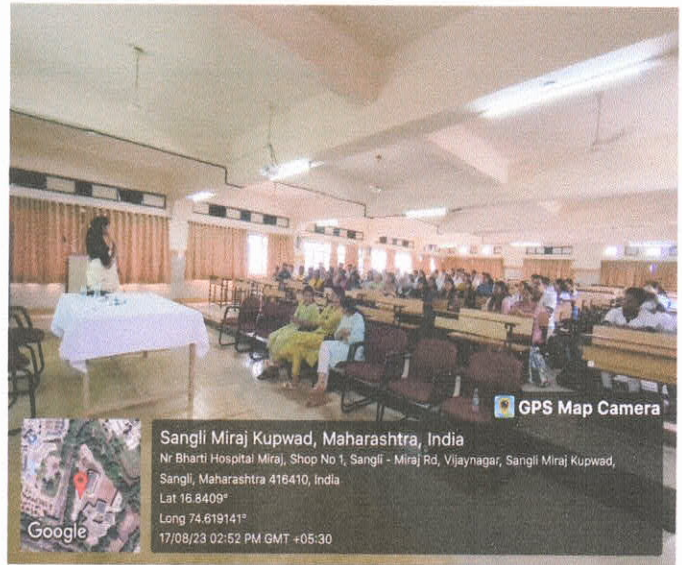 GPS Map Camera
Sangli Miraj Kupwad, Maharashtra, India
Nr Bharti Hospital Miraj, Shop No 1, Sangli - Miraj Rd, Vijaynagar, Sangli Miraj Kupwad,
Sangli, Maharashtra 416410, India
Lat 16.8409°
Long 74.619141°
17/08/23 02:52 PM GMT +05:30
Google